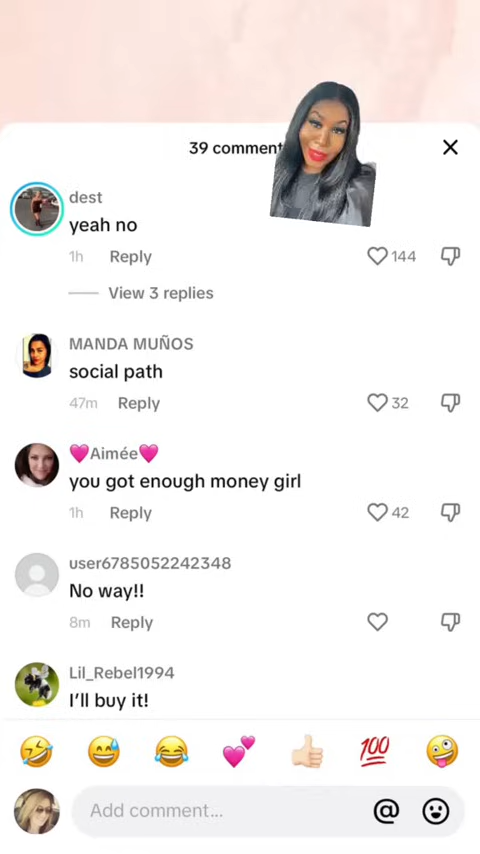 39 comment
dest
yeah no
1h Reply
144
View 3 replies
MANDA MUÑOS
social path
47m Reply
32
💗Aimée💗
you got enough money girl
1h Reply
42
user6785052242348
No way!!
8m Reply
Lil_Rebel1994
I'll buy it!
100
Add comment...
@